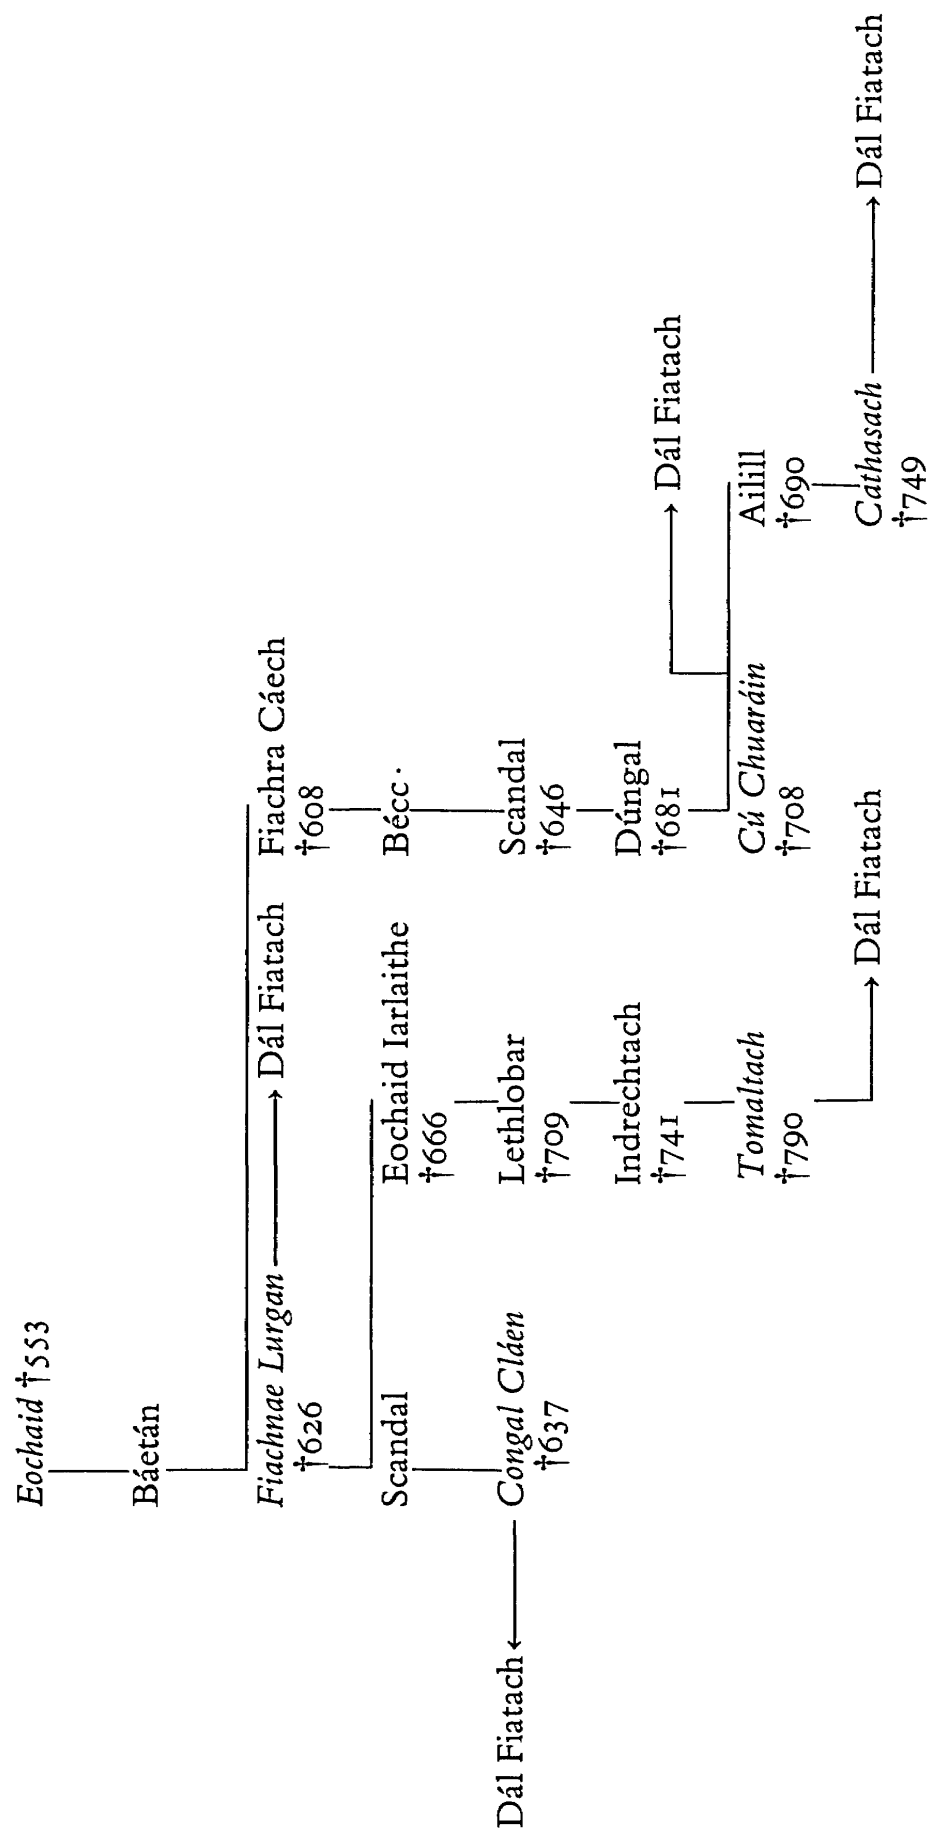 Eochaid †553
Báetán
Fiachnae Lurgan
†626
Dál Fiatach
Fiachra Cáech
†608
Scandal
Eochaid Iarlaithe
†666
Bécc
Dál Fiatach
Congal Cláen
†637
Lethlobar
†709
Scandal
†646
Indrechtach
†741
Dúngal
†681
Dál Fiatach
Tomaltach
†790
Cú Chuaráin
†708
Ailill
†690
Dál Fiatach
Cathasach
†749
Dál Fiatach